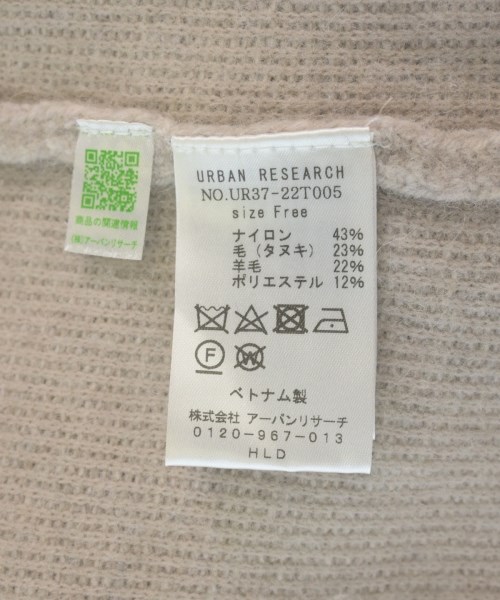 URBAN RESEARCH
NO.UR37-22T005
size Free
ナイロン 43%
毛(タヌキ) 23%
羊毛 22%
ポリエステル 12%
F W
ベトナム製
株式会社 アーバンリサーチ
0120-967-013
HLD
商品の関連情報
(株)アーバンリサーチ